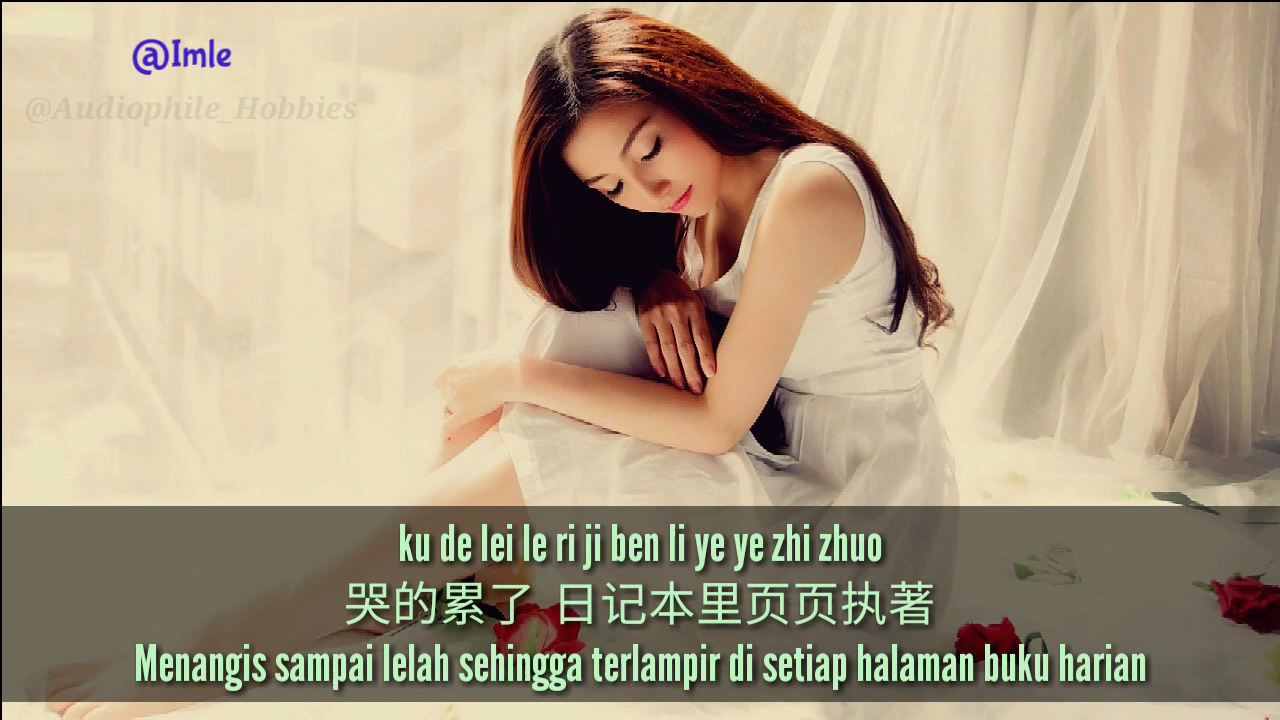 @Imle
@Audiophile_Hobbies
ku de lei le ri ji ben li ye ye zhi zhuo
哭的累了 日记本里页页执著
Menangis sampai lelah sehingga terlampir di setiap halaman buku harian